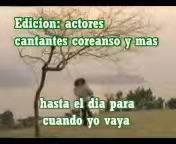 Edicion: actores
cantantes coreanso y mas
hasta el dia para
cuando yo vaya